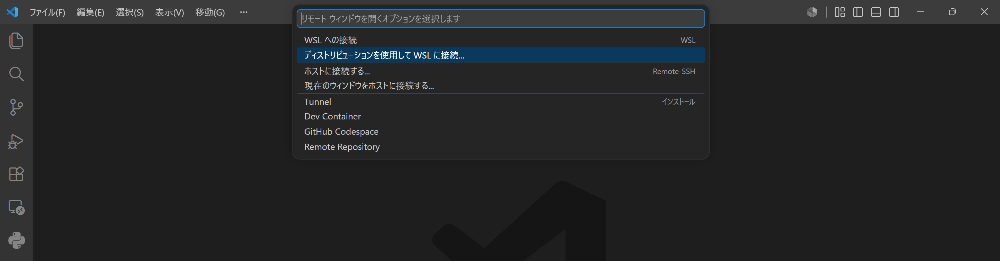 ファイル(F) 編集(E) 選択(S) 表示(V) 移動(G) …
リモート ウィンドウを開くオプションを選択します
WSL への接続 WSL
ディストリビューションを使用して WSL に接続...
ホストに接続する... Remote-SSH
現在のウィンドウをホストに接続する...
Tunnel インストール
Dev Container
GitHub Codespace
Remote Repository